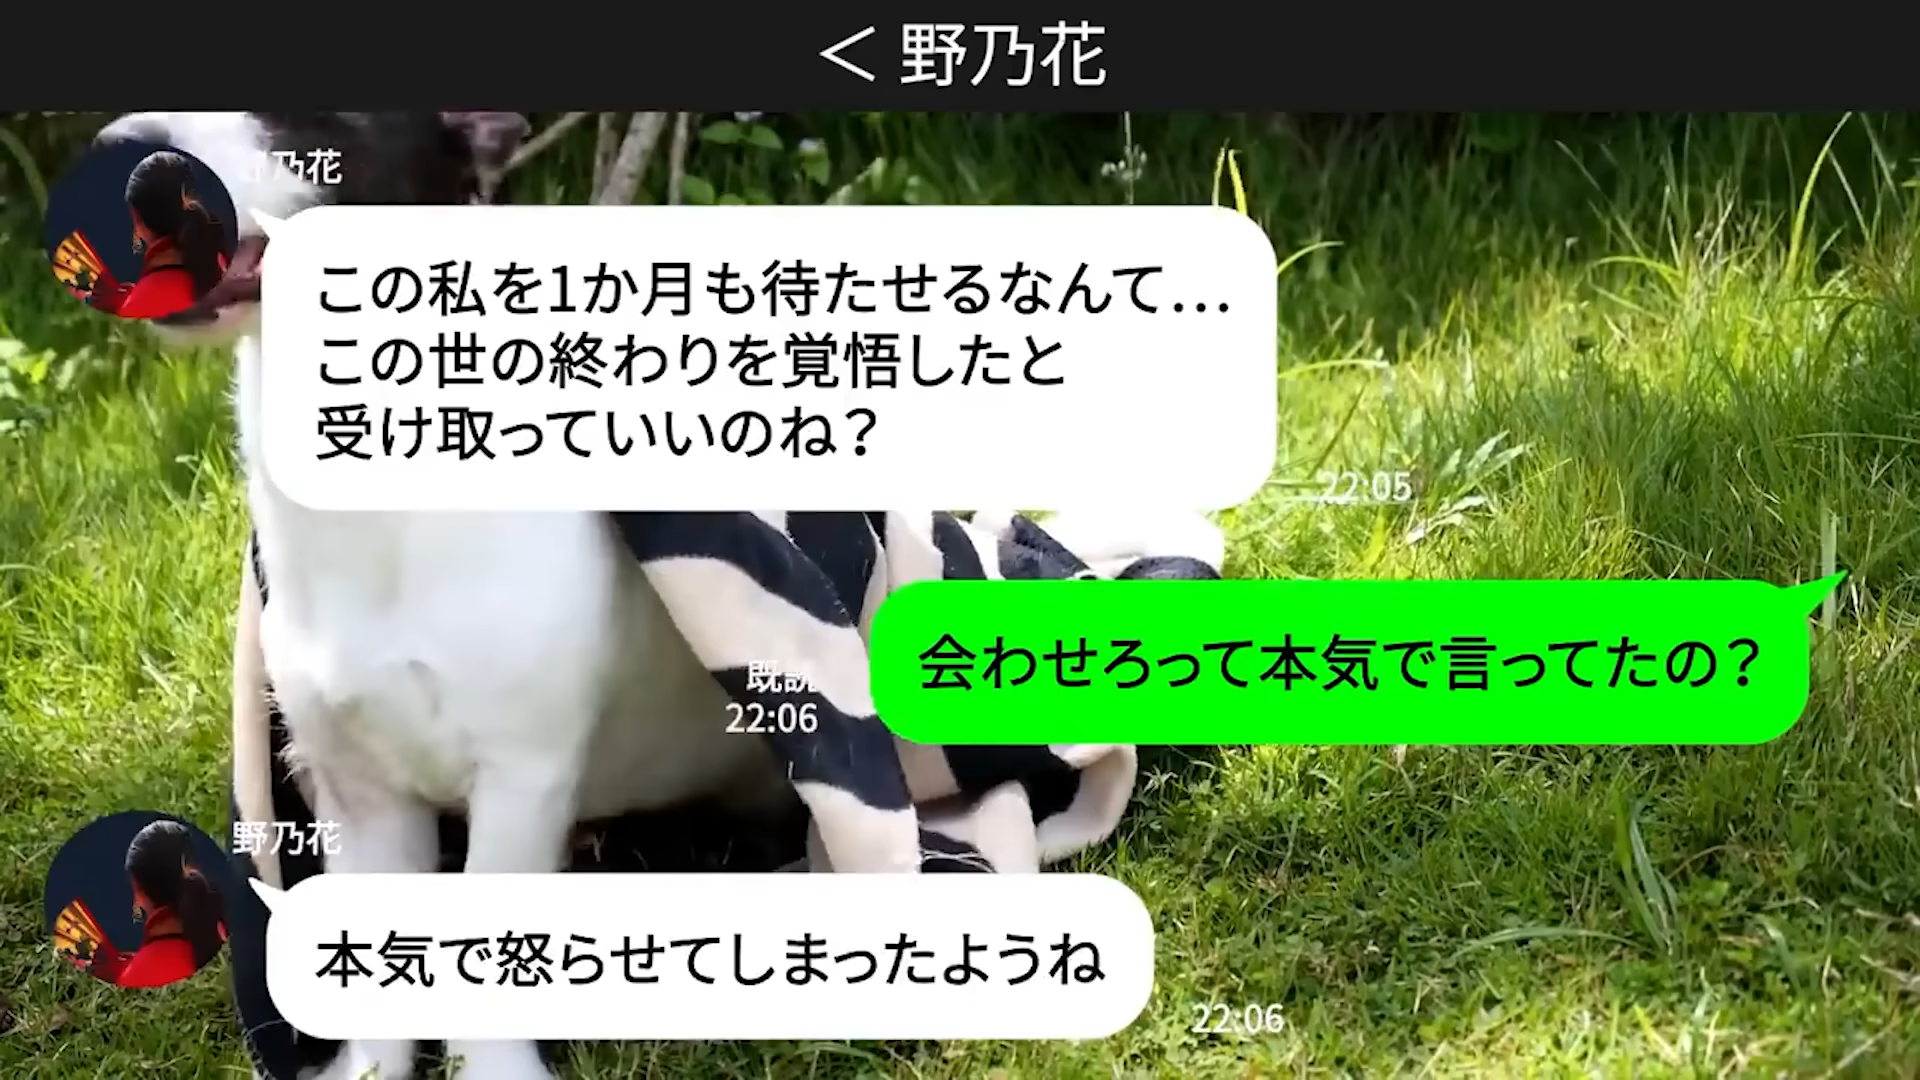 ＜ 野乃花
野乃花
この私を1か月も待たせるなんて…
この世の終わりを覚悟したと
受け取っていいのね？
22:05
会わせろって本気で言ってたの？
既読
22:06
野乃花
本気で怒らせてしまったようね
22:06